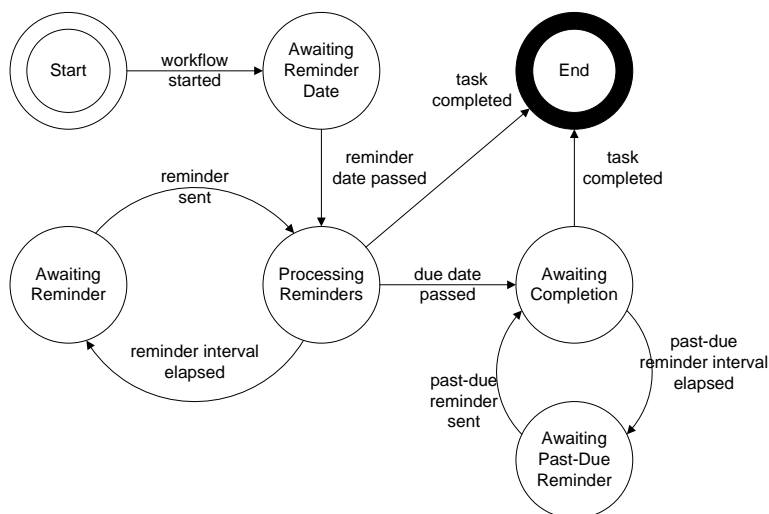 Start
workflow
started
Awaiting
Reminder
Date
task
completed
End
reminder
date passed
task
completed
reminder
sent
Awaiting
Reminder
Processing
Reminders
due date
passed
Awaiting
Completion
reminder interval
elapsed
past-due
reminder
sent
past-due
reminder interval
elapsed
Awaiting
Past-Due
Reminder